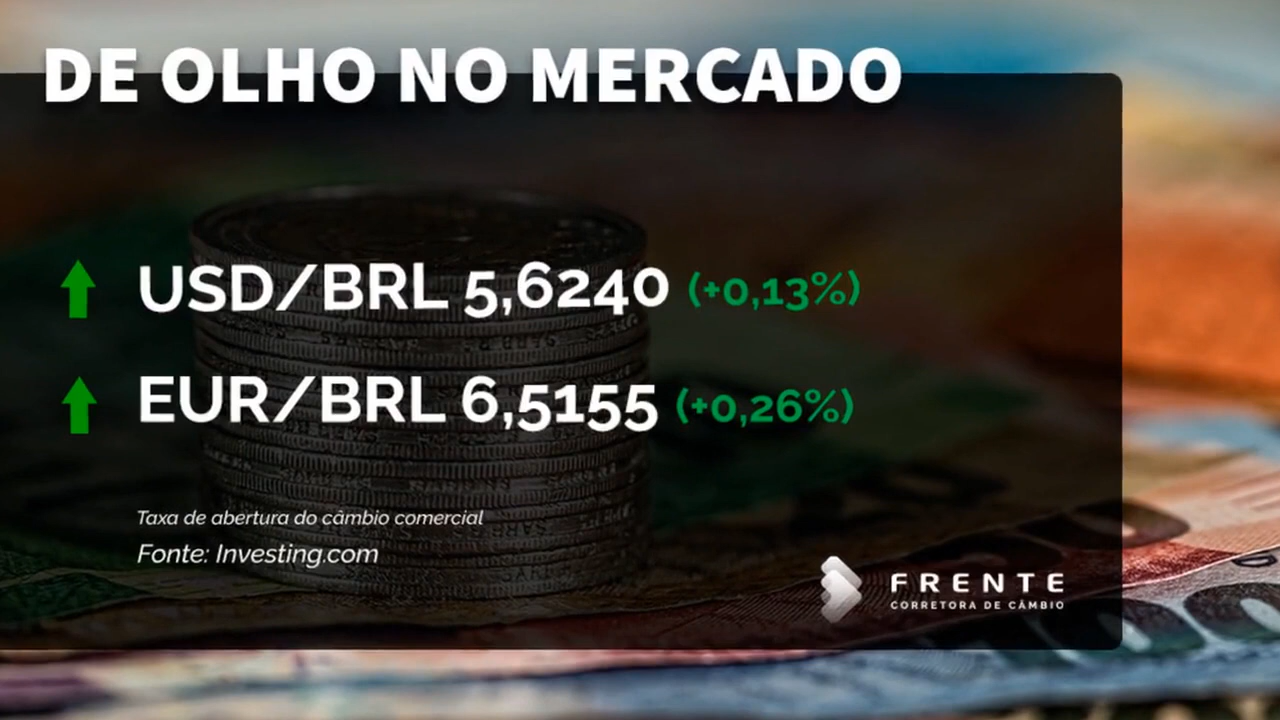 DE OLHO NO MERCADO
USD/BRL 5,6240 (+0,13%)
EUR/BRL 6,5155 (+0,26%)
Taxa de abertura do câmbio comercial
Fonte: Investing.com
FRENTE
CORRETORA DE CÂMBIO